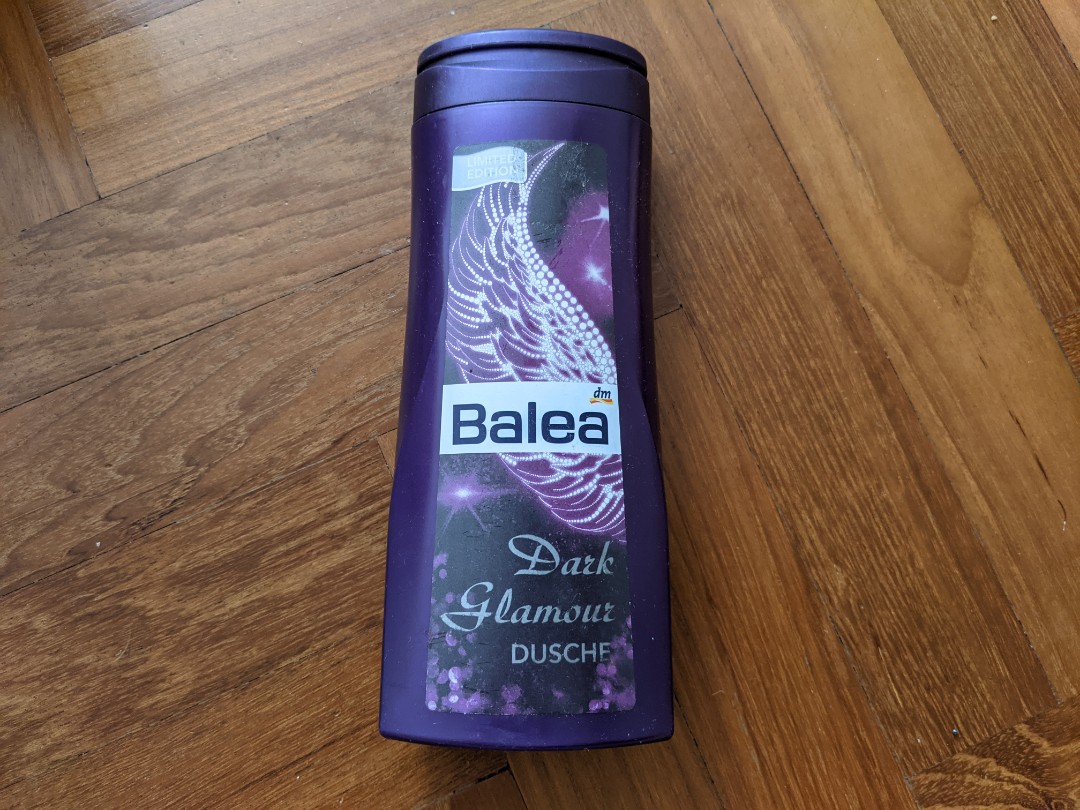 LIMITED
EDITION
dm
Balea
Dark
Glamour
DUSCHE